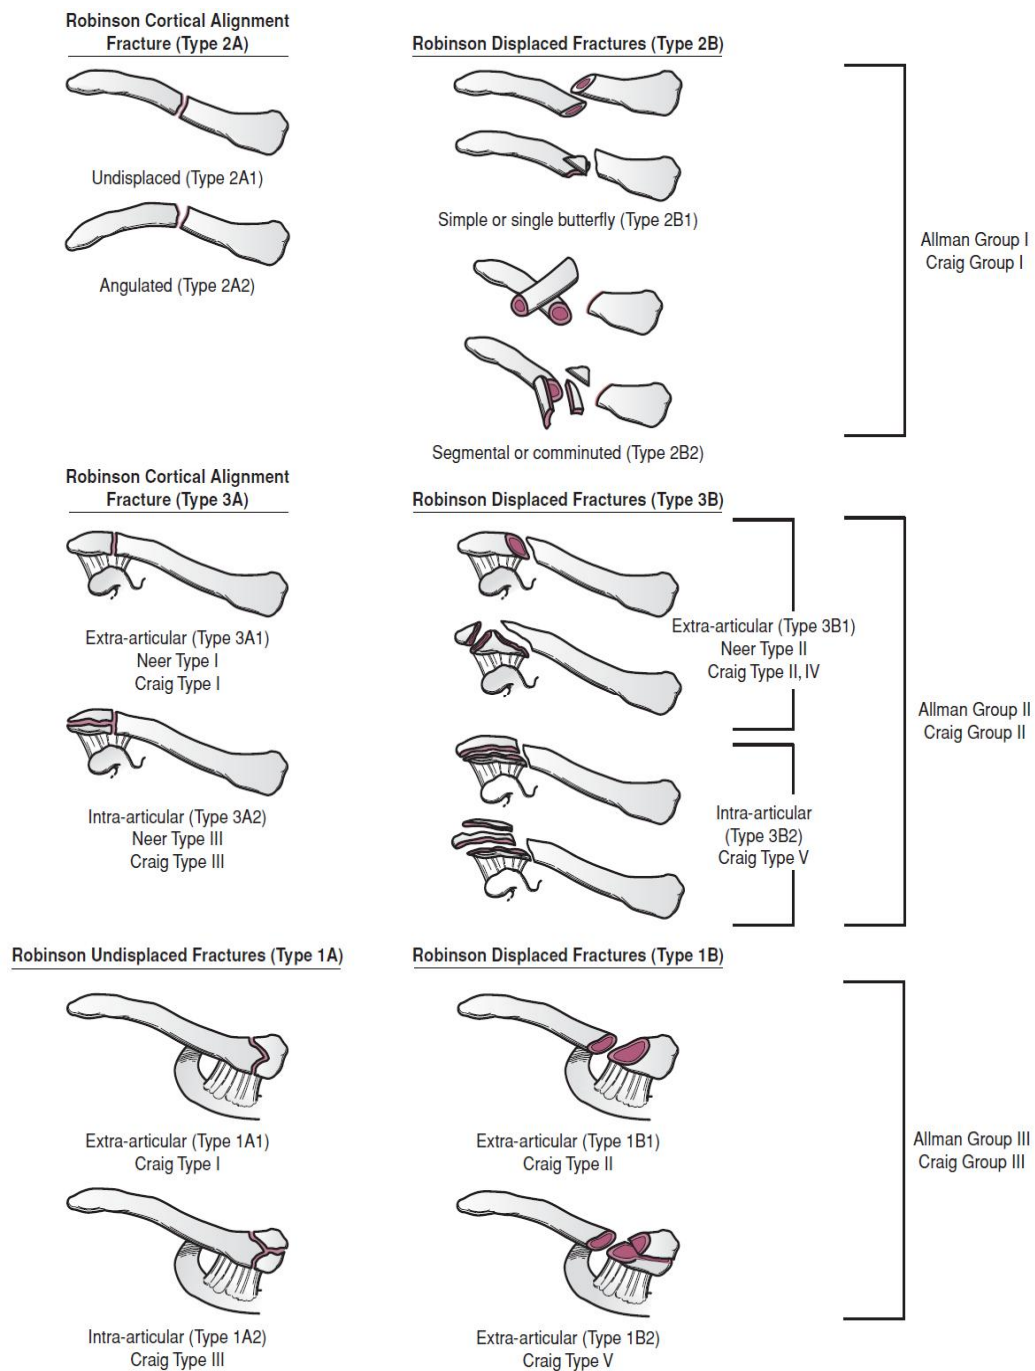 Robinson Cortical Alignment
Fracture (Type 2A)
Robinson Displaced Fractures (Type 2B)
Undisplaced (Type 2A1)
Angulated (Type 2A2)
Simple or single butterfly (Type 2B1)
Segmental or comminuted (Type 2B2)
Allman Group I
Craig Group I
Robinson Cortical Alignment
Fracture (Type 3A)
Robinson Displaced Fractures (Type 3B)
Extra-articular (Type 3A1)
Neer Type I
Craig Type I
Intra-articular (Type 3A2)
Neer Type III
Craig Type III
Extra-articular (Type 3B1)
Neer Type II
Craig Type II, IV
Intra-articular
(Type 3B2)
Craig Type V
Allman Group II
Craig Group II
Robinson Undisplaced Fractures (Type 1A)
Robinson Displaced Fractures (Type 1B)
Extra-articular (Type 1A1)
Craig Type I
Extra-articular (Type 1B1)
Craig Type II
Intra-articular (Type 1A2)
Craig Type III
Extra-articular (Type 1B2)
Craig Type V
Allman Group III
Craig Group III